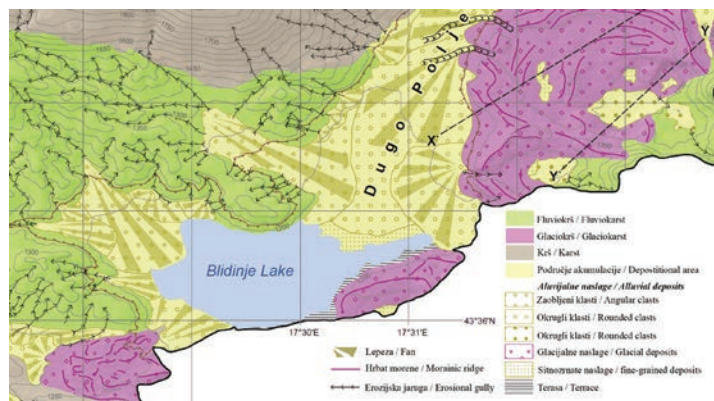 Dugo Polje
X
Y
Y
Blidinje Lake
17°30'E
17°31'E
43°36'N
1300
Fluviokrš / Fluviokarst
Glaciokrš / Glaciokarst
Krš / Karst
Područje akumulacije / Depostitional area
Aluvijalne naslage / Alluvial deposits
Zaobljeni klasti / Angular clasts
Okrugli klasti / Rounded clasts
Okrugli klasti / Rounded clasts
Glacijalne naslage / Glacial deposits
Sitnozrnate naslage / fine-grained deposits
Terasa / Terrace
Lepeza / Fan
Hrbat morene / Morainic ridge
Erozijska jaruga / Erosional gully